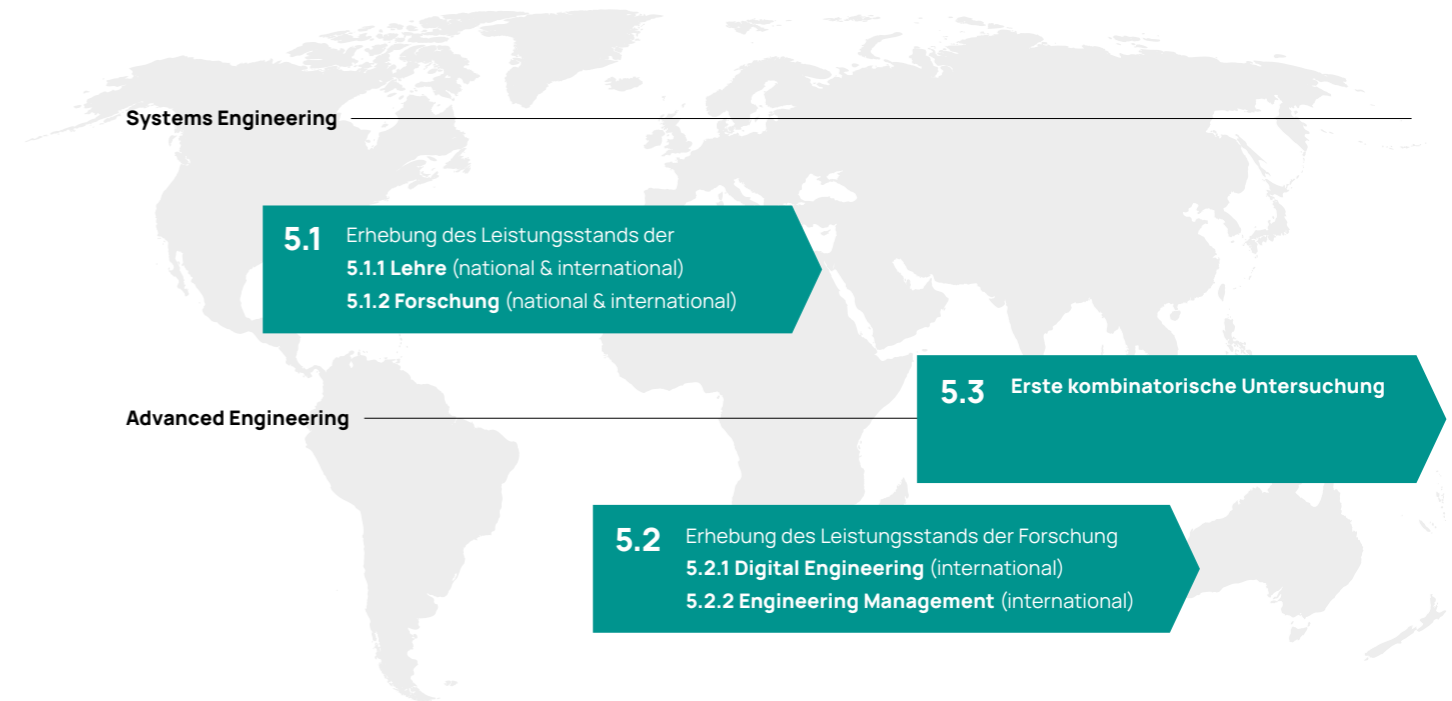 Systems Engineering
5.1 Erhebung des Leistungsstands der
5.1.1 Lehre (national & international)
5.1.2 Forschung (national & international)
5.3 Erste kombinatorische Untersuchung
Advanced Engineering
5.2 Erhebung des Leistungsstands der Forschung
5.2.1 Digital Engineering (international)
5.2.2 Engineering Management (international)